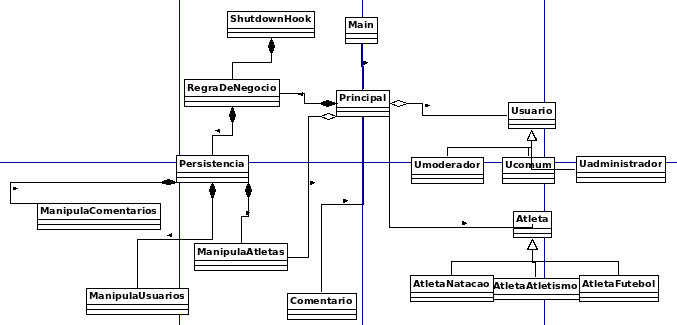 ShutdownHook
Main
RegraDeNegocio
Principal
Usuario
Persistencia
Umoderador
Ucomum
Uadministrador
ManipulaComentarios
Atleta
ManipulaAtletas
ManipulaUsuarios
Comentario
AtletaNatacao
AtletaAtletismo
AtletaFutebol